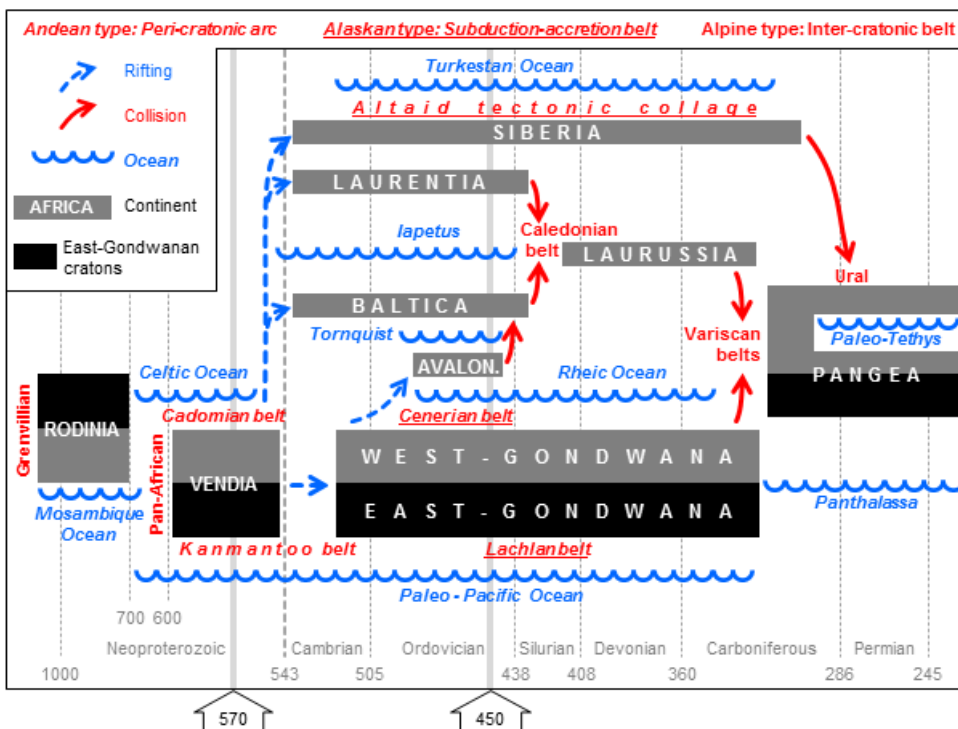 Andean type: Peri-cratonic arc
Alaskan type: Subduction-accretion belt
Alpine type: Inter-cratonic belt
Rifting
Collision
Ocean
AFRICA
Continent
East-Gondwanan
cratons
Turkestan Ocean
Altaid tectonic collage
SIBERIA
LAURENTIA
Iapetus
Caledonian
belt
LAURUSSIA
BALTICA
Tornquist
AVALON.
Ural
Variscan
belts
Paleo-Tethys
PANGEA
Celtic Ocean
Rheic Ocean
Cadomian belt
Cenerian belt
Grenvillian
RODINIA
Pan-African
VENDIA
WEST-GONDWANA
EAST-GONDWANA
Mosambique
Ocean
Panthalassa
Kanmantoo belt
Lachlan belt
Paleo-Pacific Ocean
700 600
Neoproterozoic
Cambrian
Ordovician
Silurian
Devonian
Carboniferous
Permian
1000
543
505
438
408
360
286
245
570
450